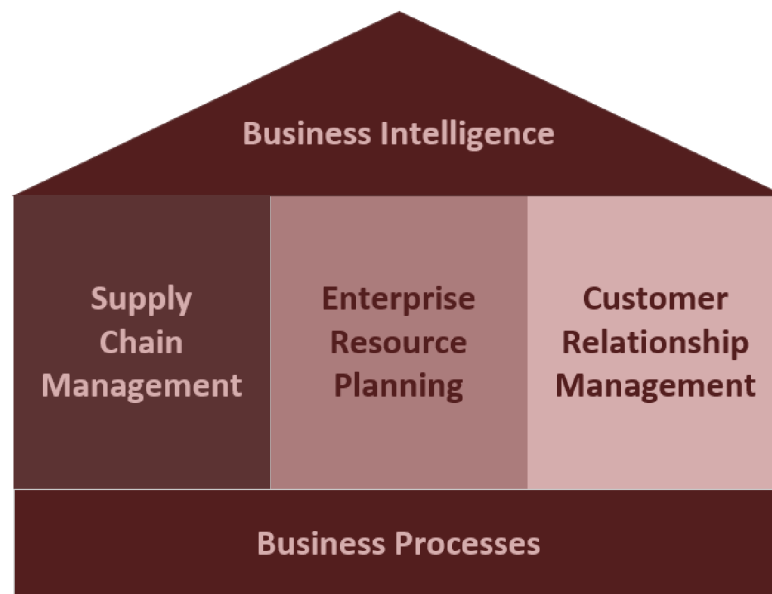 Business Intelligence
Supply
Chain
Management
Enterprise
Resource
Planning
Customer
Relationship
Management
Business Processes